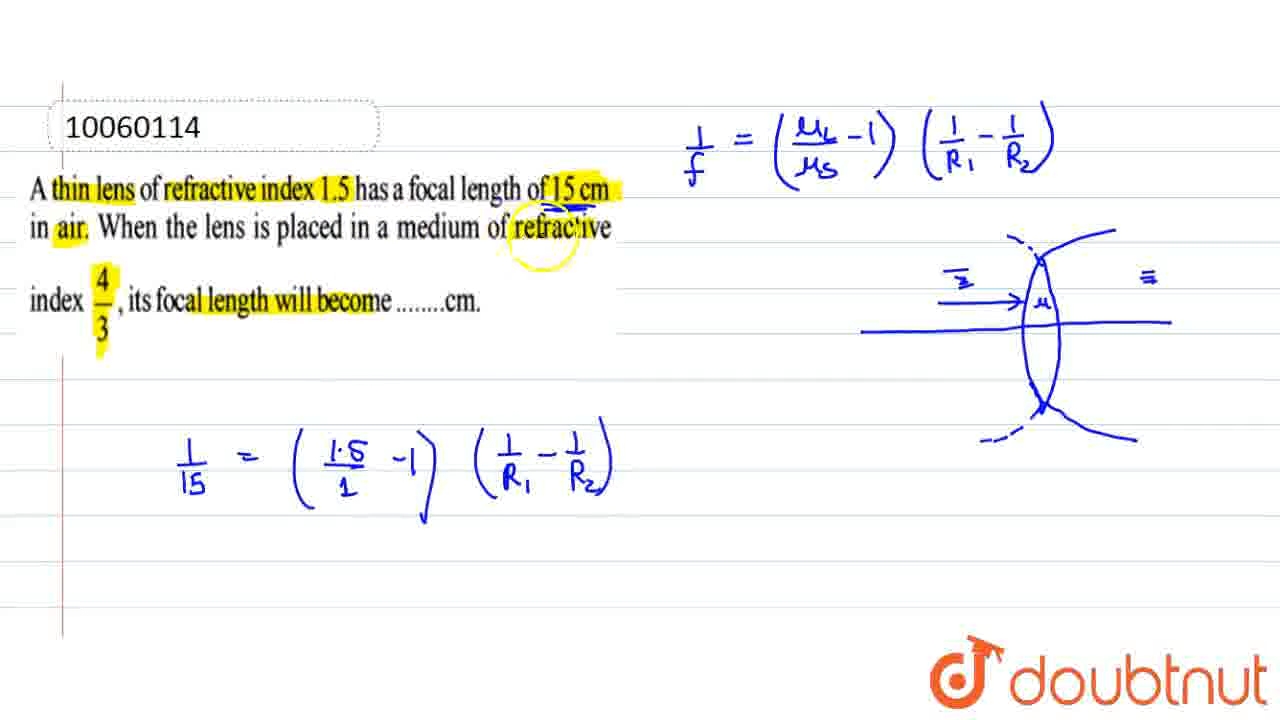 10060114
A thin lens of refractive index 1.5 has a focal length of 15 cm
in air. When the lens is placed in a medium of refractive
index 4/3, its focal length will become ........cm.
1/f = (μL/μS − 1) (1/R1 − 1/R2)
μ
1/15 = (1.5/1 − 1) (1/R1 − 1/R2)
doubtnut